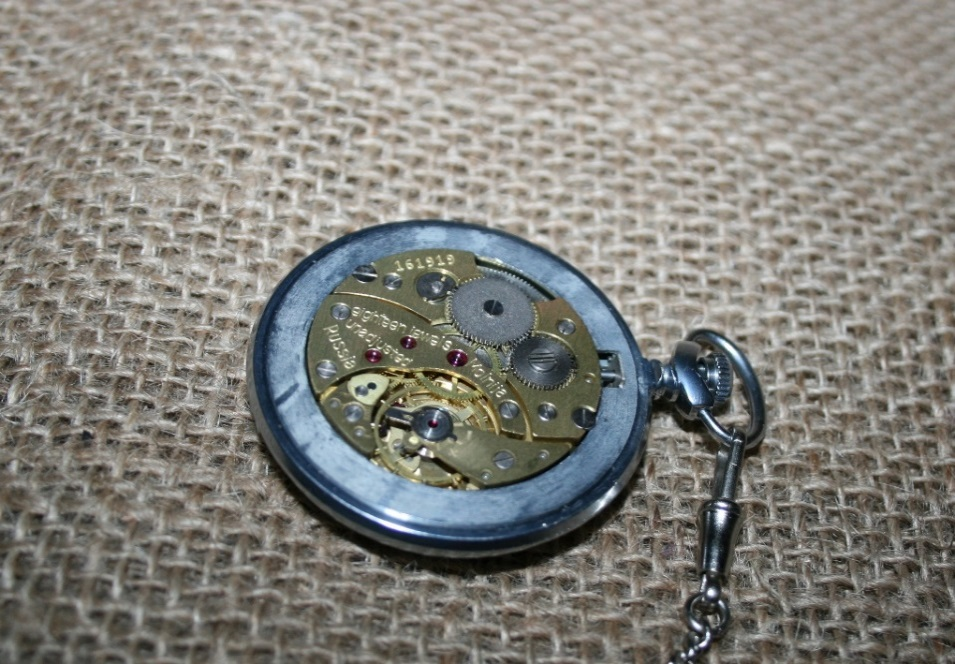 161919
eighteen jewels
Unadjusted
RUSSIA
Molnija